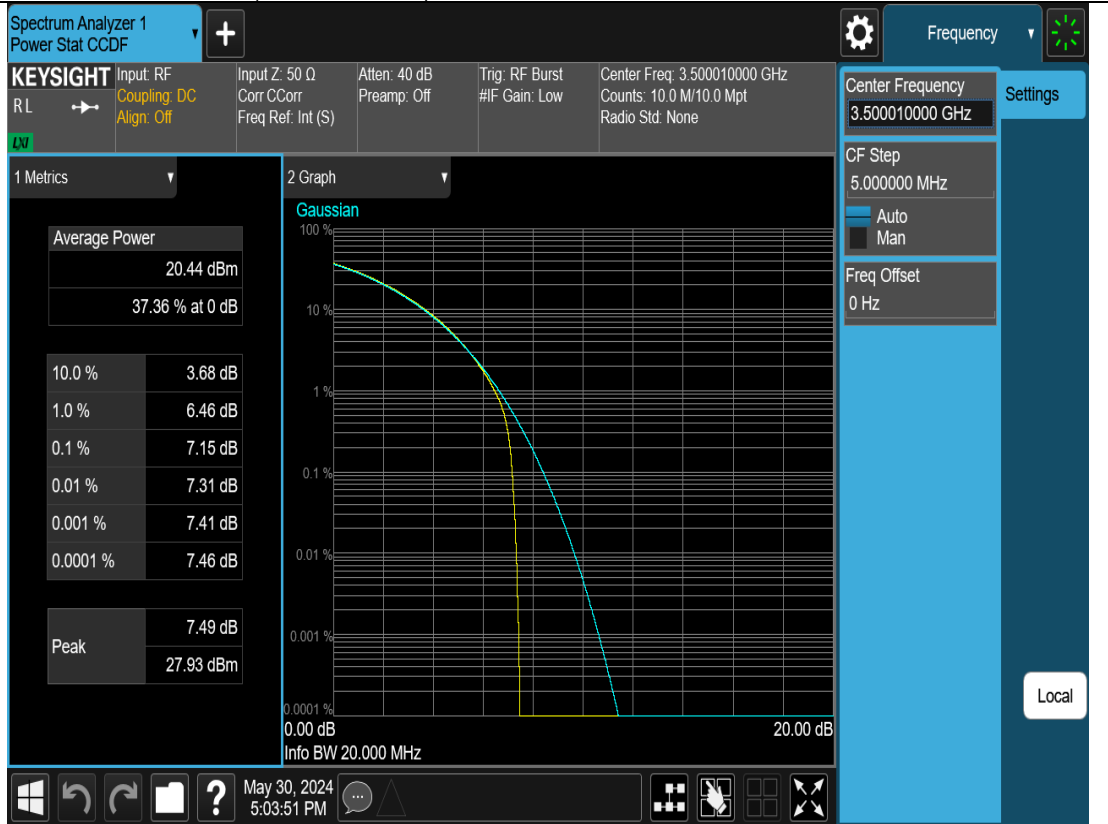 Spectrum Analyzer 1
Power Stat CCDF
+
Frequency
KEYSIGHT
RL
LXI
Input: RF
Coupling: DC
Align: Off
Input Z: 50 Ω
Corr CCorr
Freq Ref: Int (S)
Atten: 40 dB
Preamp: Off
Trig: RF Burst
#IF Gain: Low
Center Freq: 3.500010000 GHz
Counts: 10.0 M/10.0 Mpt
Radio Std: None
Center Frequency
3.500010000 GHz
Settings
CF Step
5.000000 MHz
Auto
Man
Freq Offset
0 Hz
Local
1 Metrics
Average Power
20.44 dBm
37.36 % at 0 dB
10.0 % 3.68 dB
1.0 % 6.46 dB
0.1 % 7.15 dB
0.01 % 7.31 dB
0.001 % 7.41 dB
0.0001 % 7.46 dB
Peak
7.49 dB
27.93 dBm
2 Graph
Gaussian
100 %
10 %
1 %
0.1 %
0.01 %
0.001 %
0.0001 %
0.00 dB 20.00 dB
Info BW 20.000 MHz
?
May 30, 2024
5:03:51 PM